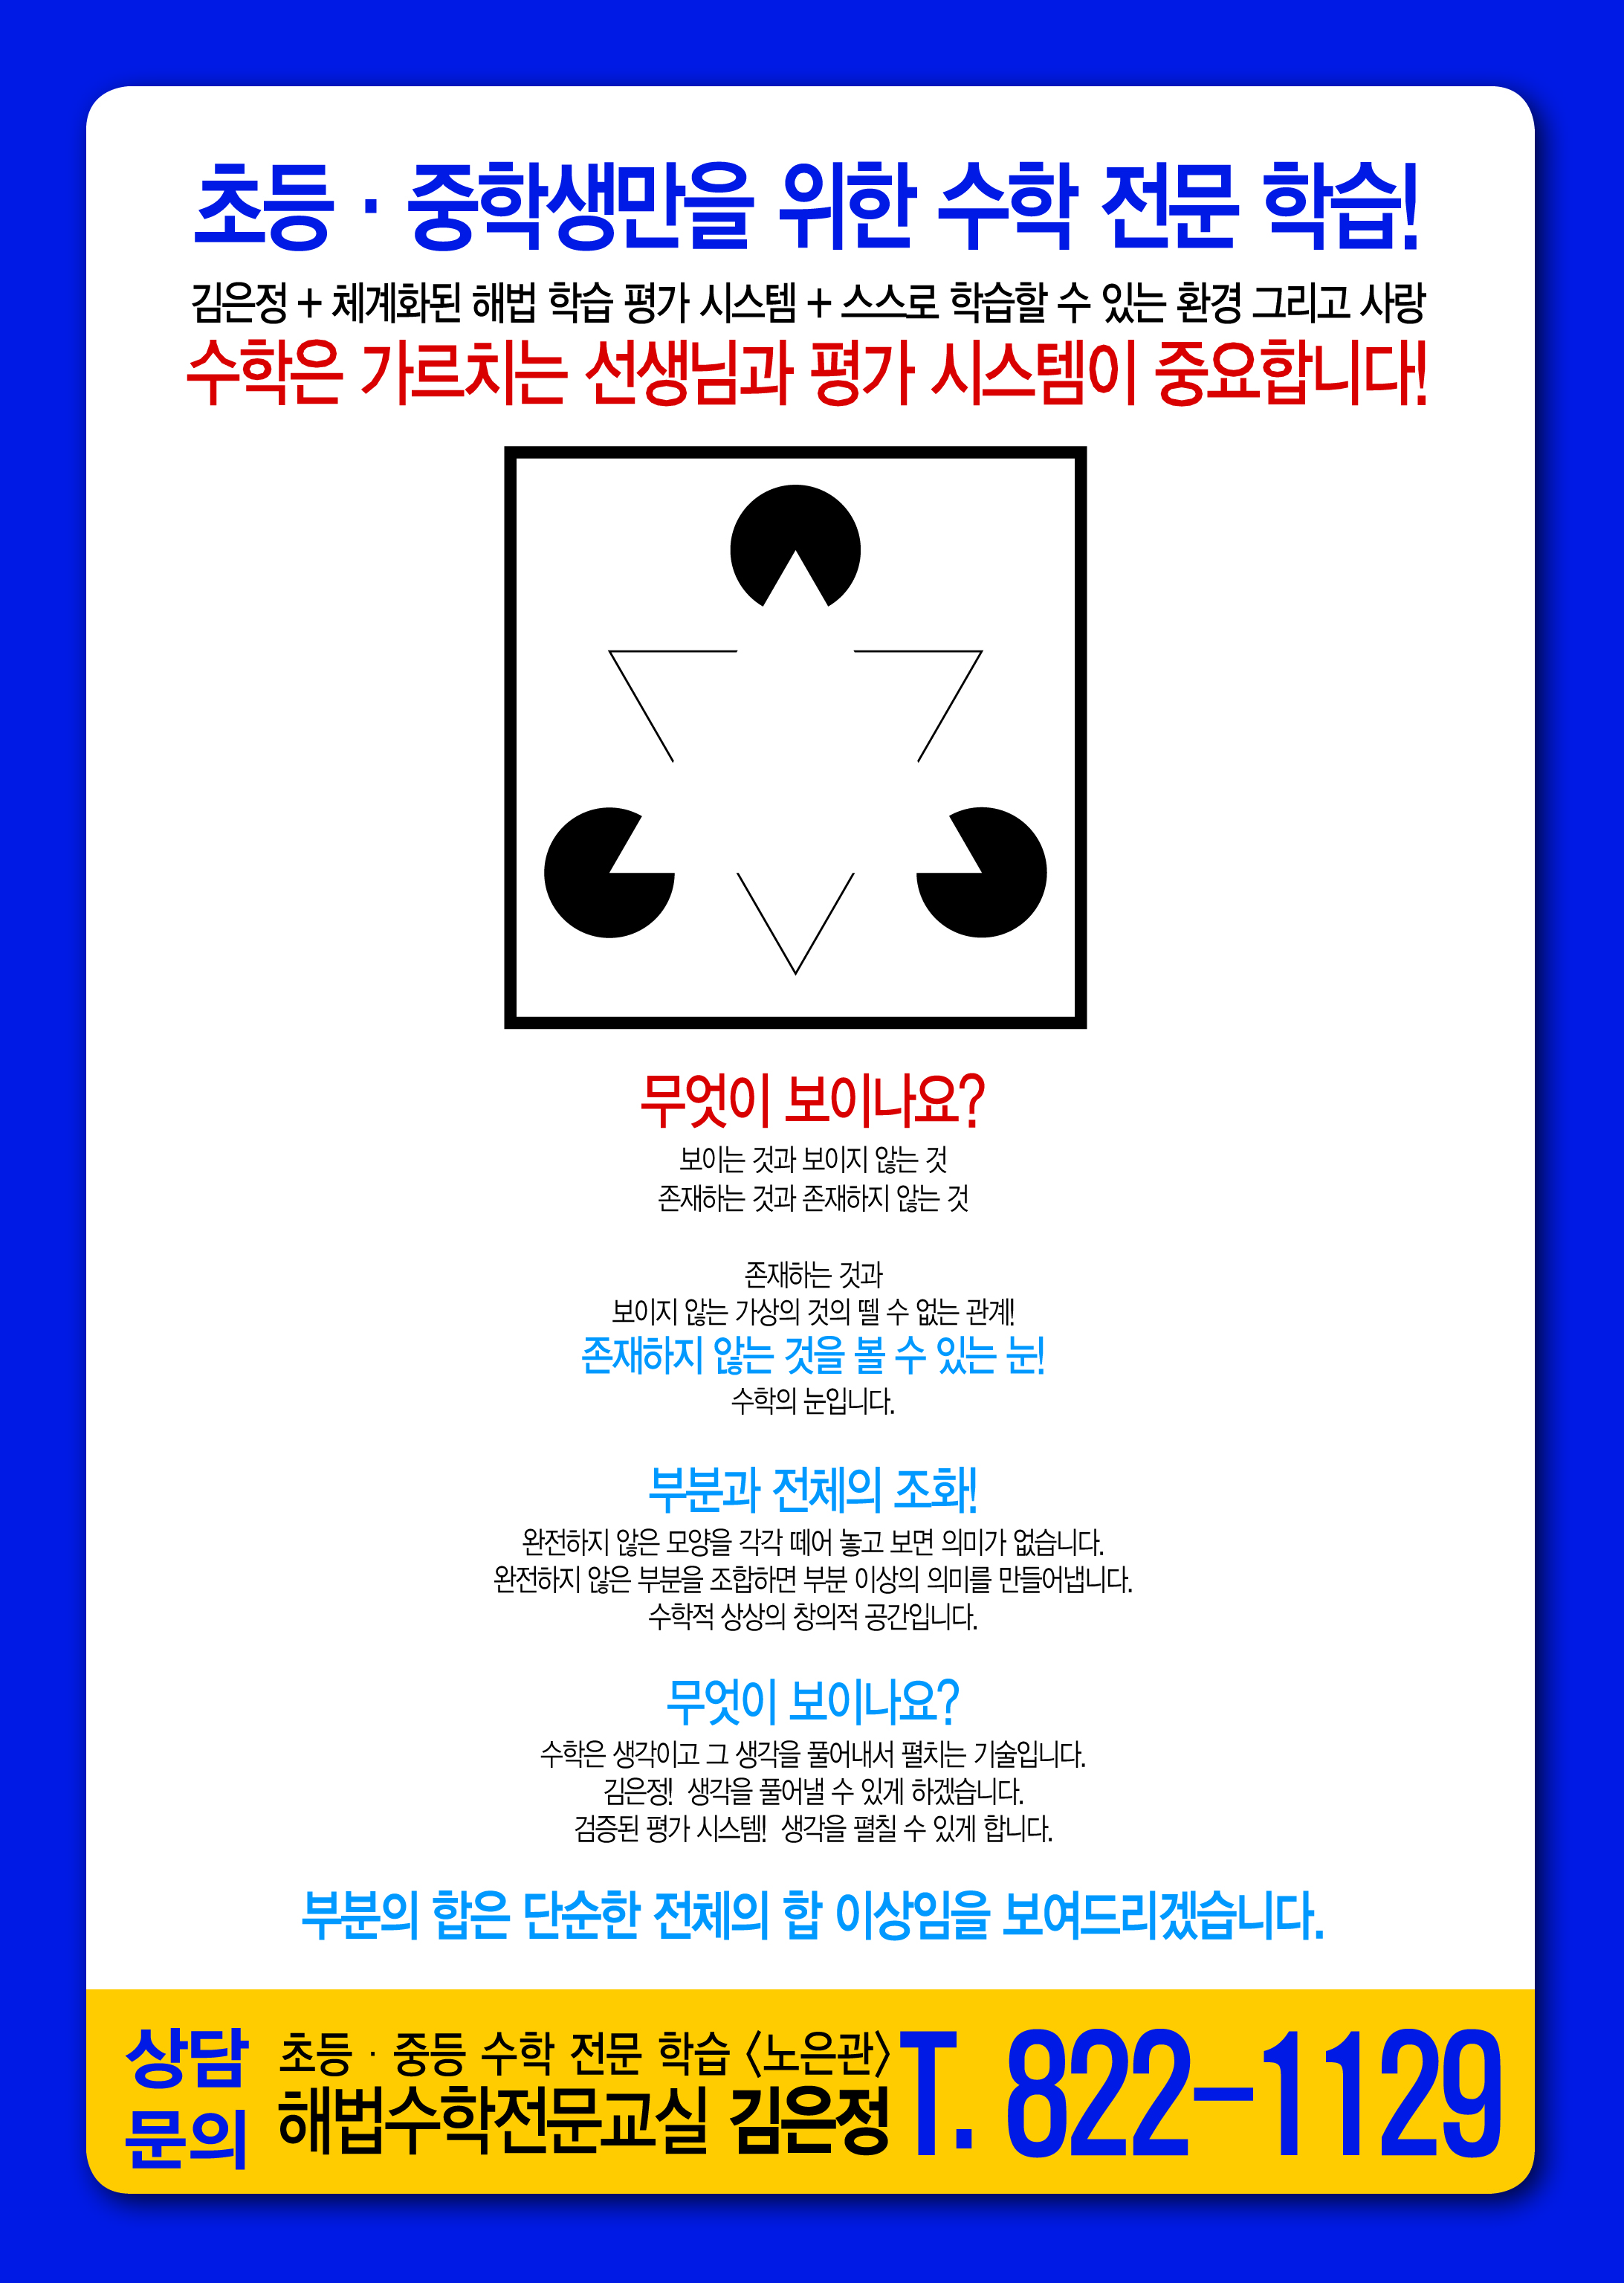 초등 · 중학생만을 위한 수학 전문 학습!
김은정 + 체계화된 해법 학습 평가 시스템 + 스스로 학습할 수 있는 환경 그리고 사랑
수학은 가르치는 선생님과 평가 시스템이 중요합니다!
무엇이 보이나요?
보이는 것과 보이지 않는 것
존재하는 것과 존재하지 않는 것
존재하는 것과
보이지 않는 가상의 것의 뗄 수 없는 관계!
존재하지 않는 것을 볼 수 있는 눈!
수학의 눈입니다.
부분과 전체의 조화!
완전하지 않은 모양을 각각 떼어 놓고 보면 의미가 없습니다.
완전하지 않은 부분을 조합하면 부분 이상의 의미를 만들어냅니다.
수학적 상상의 창의적 공간입니다.
무엇이 보이나요?
수학은 생각이고 그 생각을 풀어내서 펼치는 기술입니다.
김은정! 생각을 풀어낼 수 있게 하겠습니다.
검증된 평가 시스템! 생각을 펼칠 수 있게 합니다.
부분의 합은 단순한 전체의 합 이상임을 보여드리겠습니다.
상담
문의
초등 · 중등 수학 전문 학습 〈노은관〉
해법수학전문교실 김은정
T. 822-1129